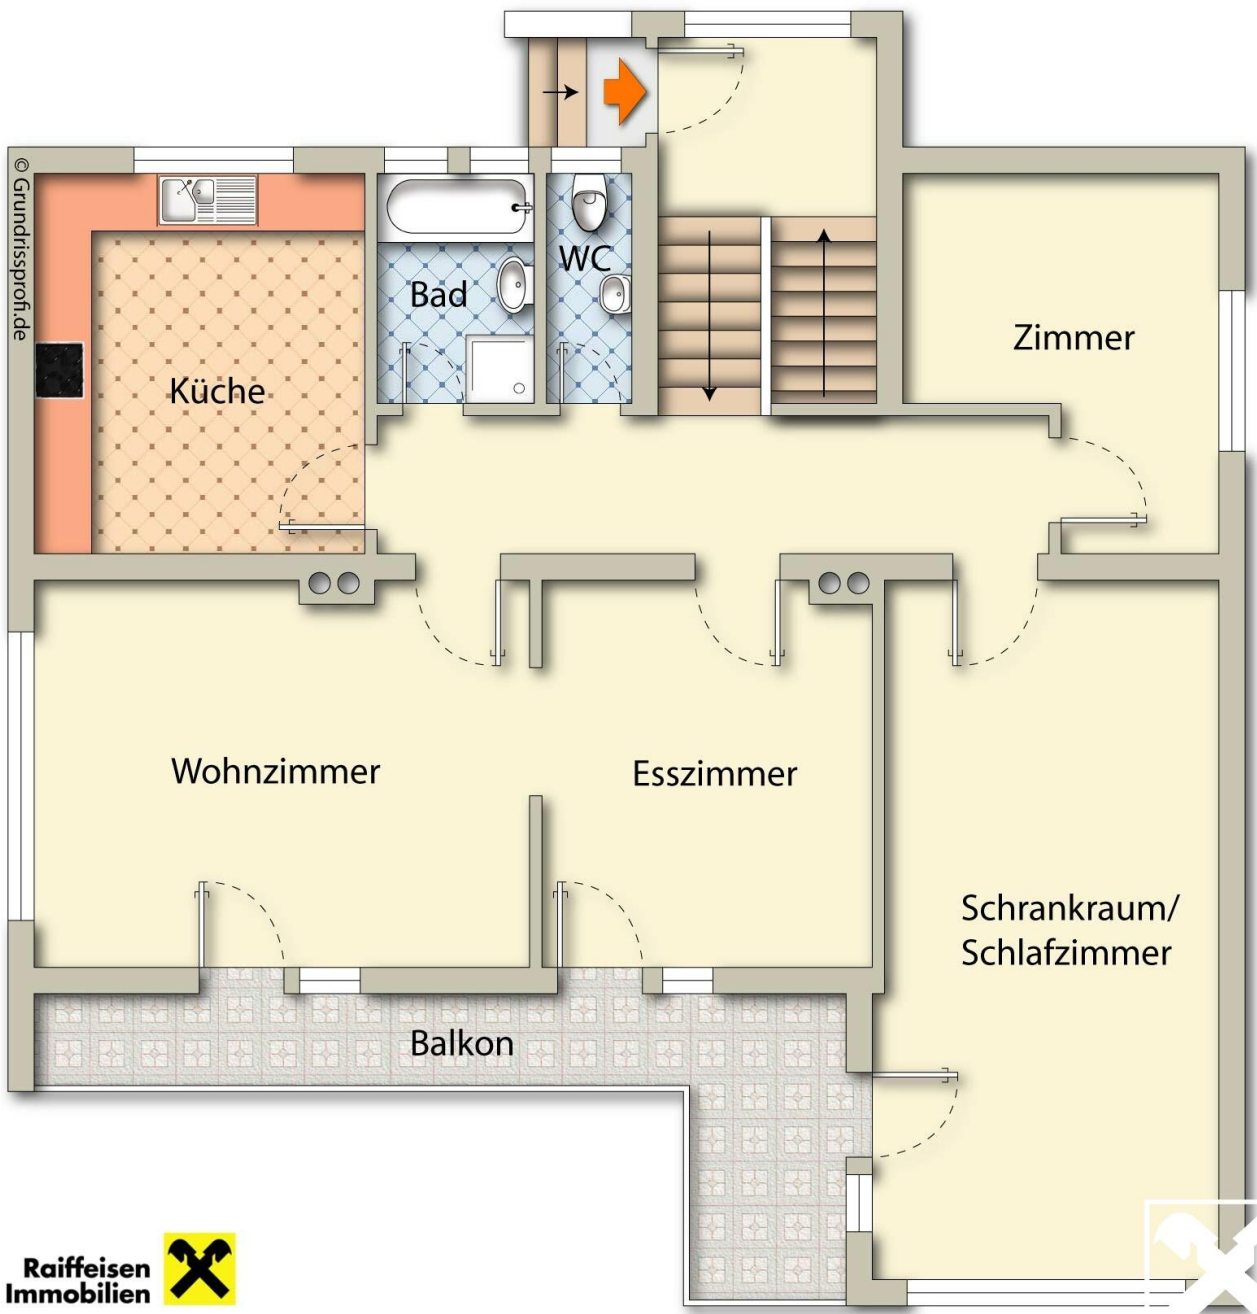 © Grundrissprofi.de
WC
Bad
Zimmer
Küche
Wohnzimmer
Esszimmer
Schrankraum/
Schlafzimmer
Balkon
Raiffeisen
Immobilien